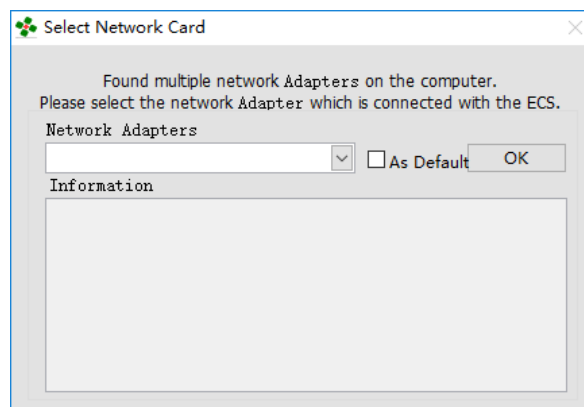 Select Network Card
Found multiple network Adapters on the computer.
Please select the network Adapter which is connected with the ECS.
Network Adapters
As Default
OK
Information